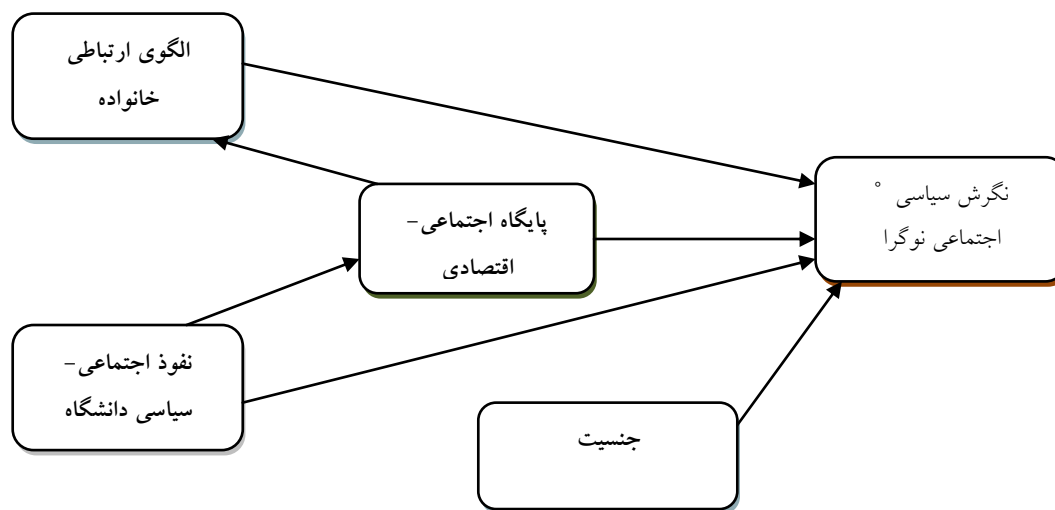 الگوی ارتباطی
خانواده
نگرش سیاسی °
اجتماعی نوگرا
پایگاه اجتماعی–
اقتصادی
نفوذ اجتماعی–
سیاسی دانشگاه
جنسیت